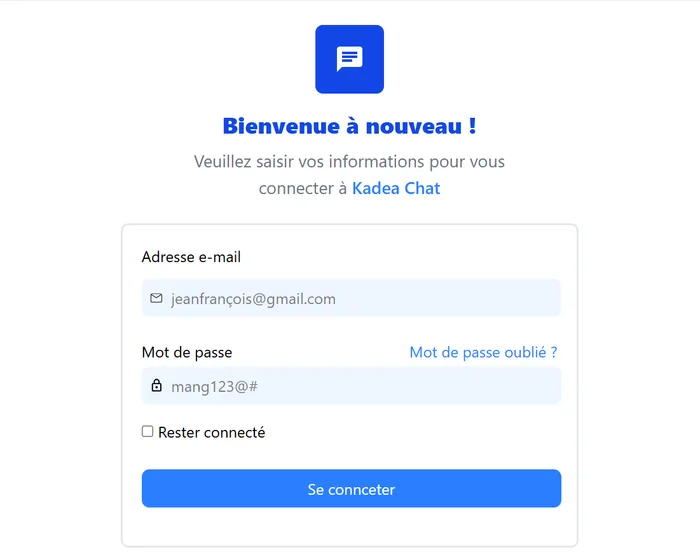 Bienvenue à nouveau !
Veuillez saisir vos informations pour vous
connecter à Kadea Chat
Adresse e-mail
jeanfrançois@gmail.com
Mot de passe
Mot de passe oublié ?
mang123@#
Rester connecté
Se connceter